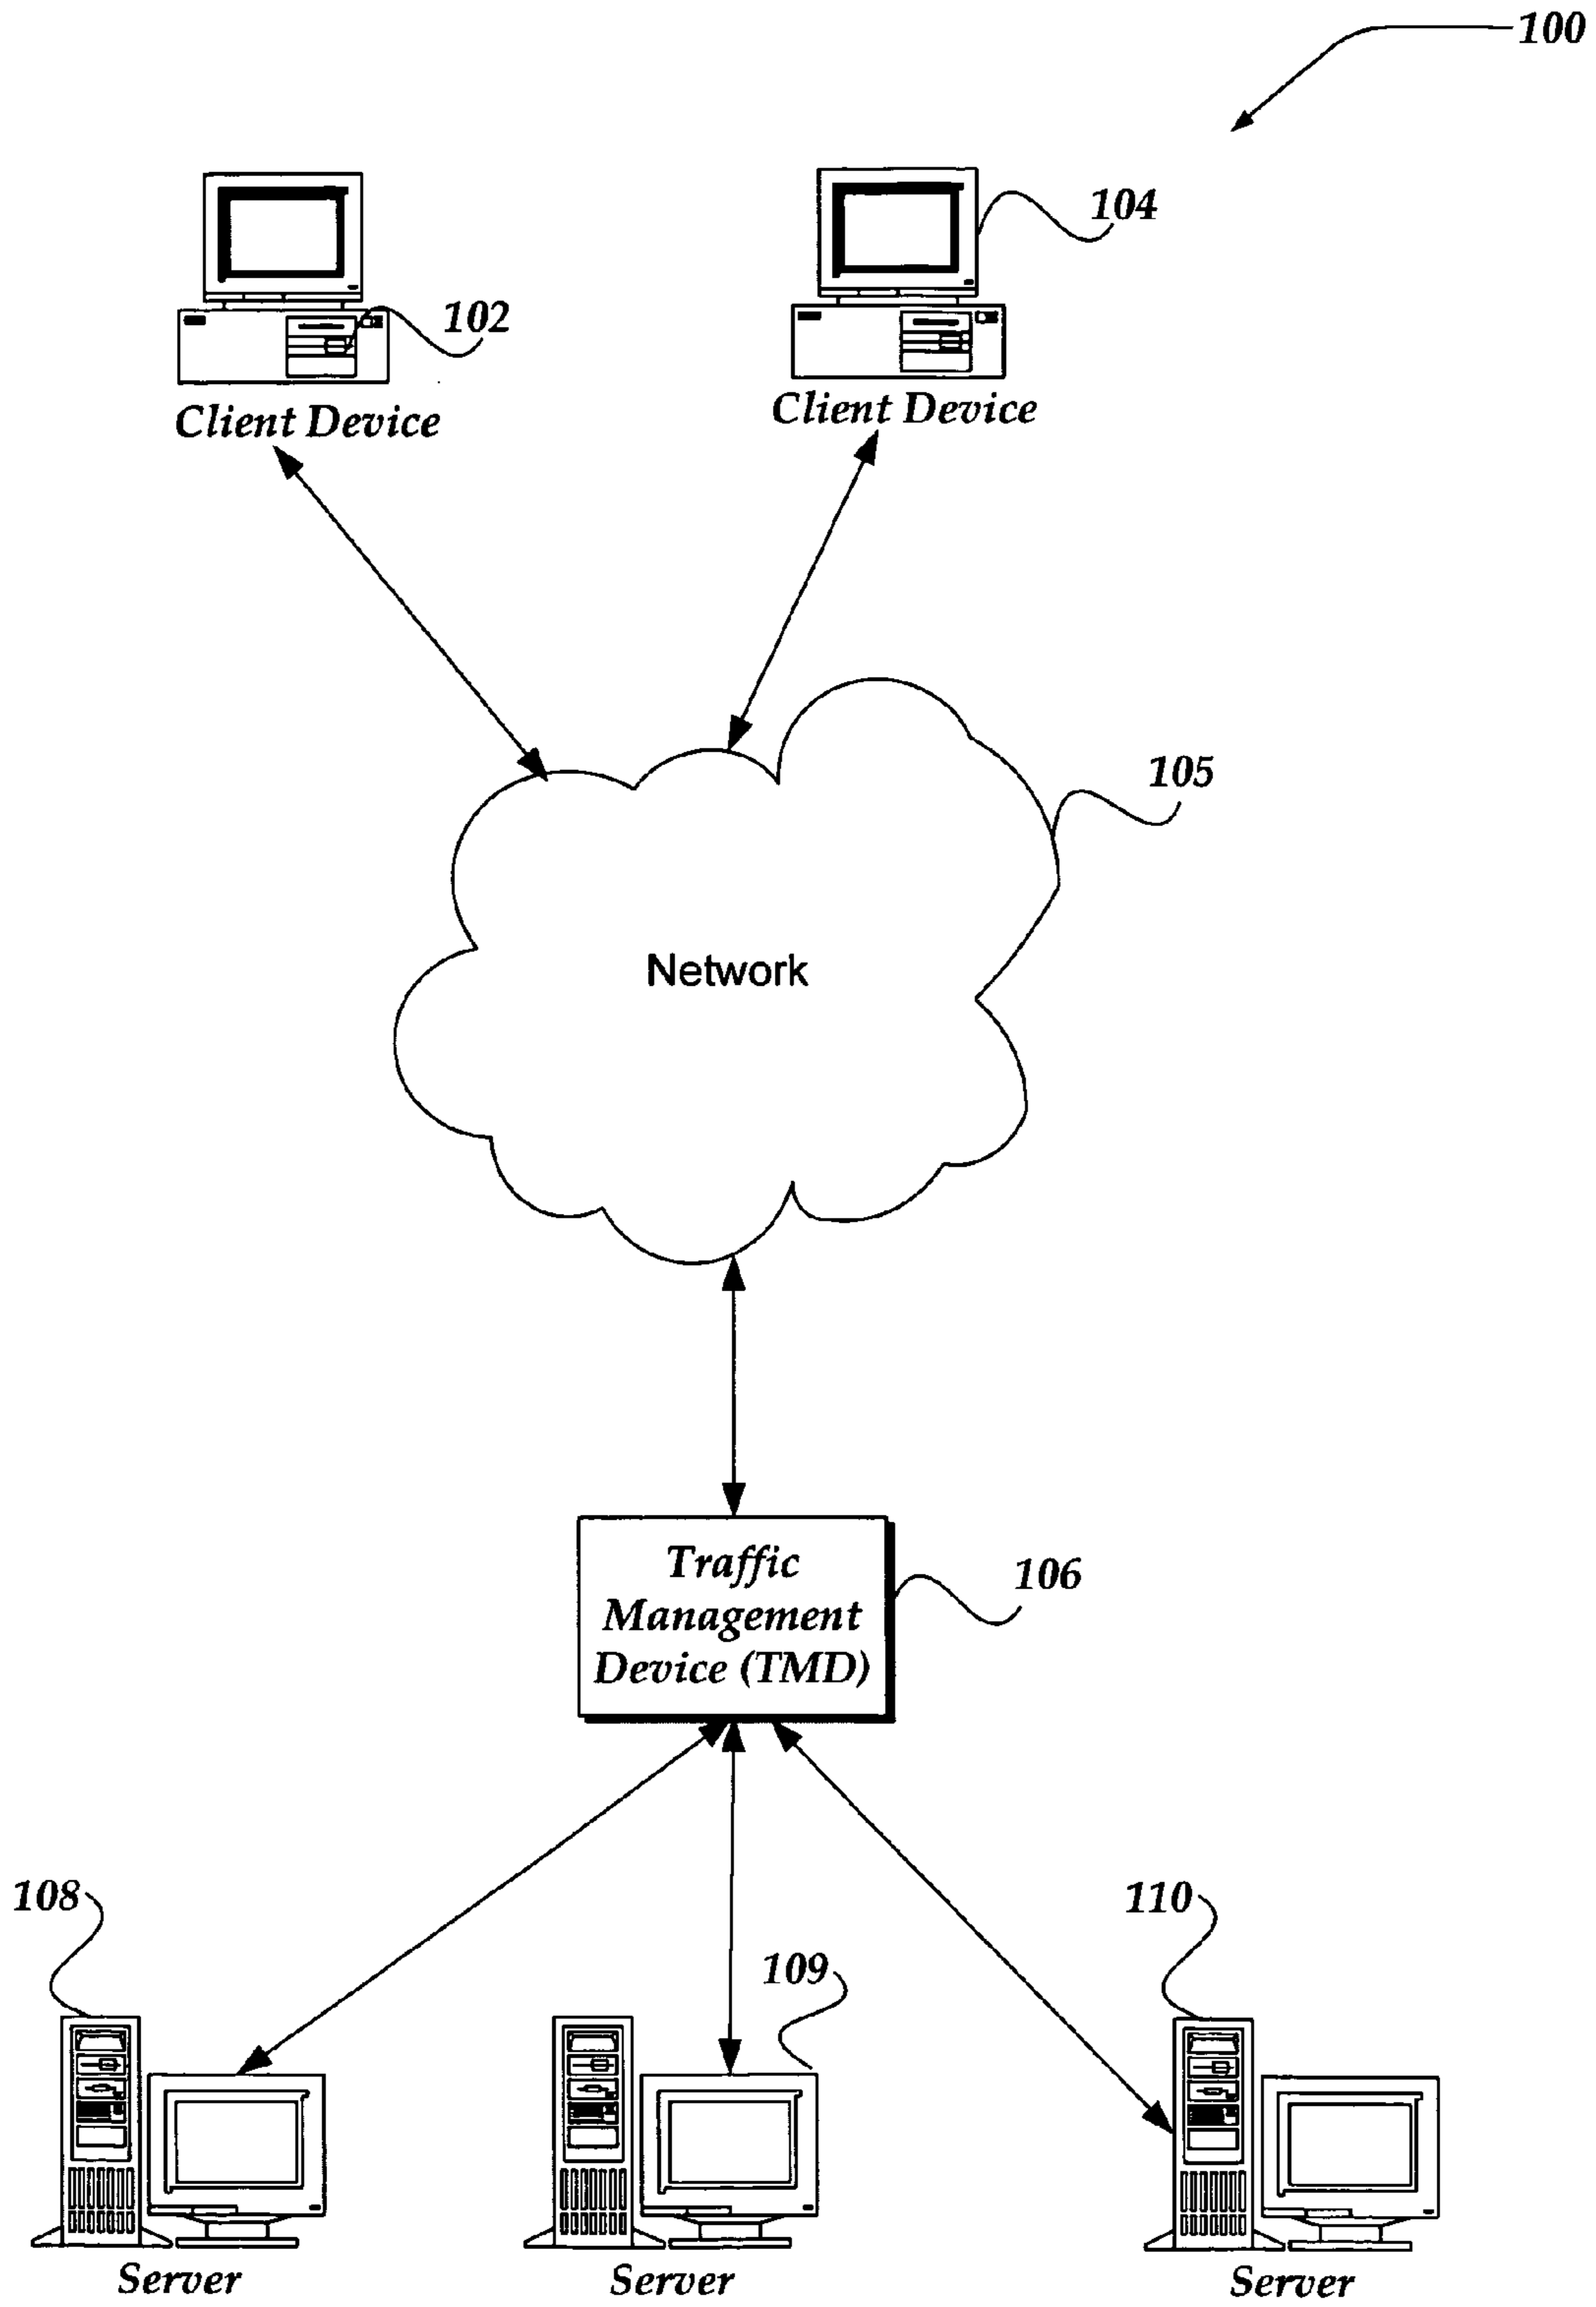 100
104
102
Client Device
Client Device
105
Network
Traffic
Management
Device (TMD)
106
108
109
110
Server
Server
Server